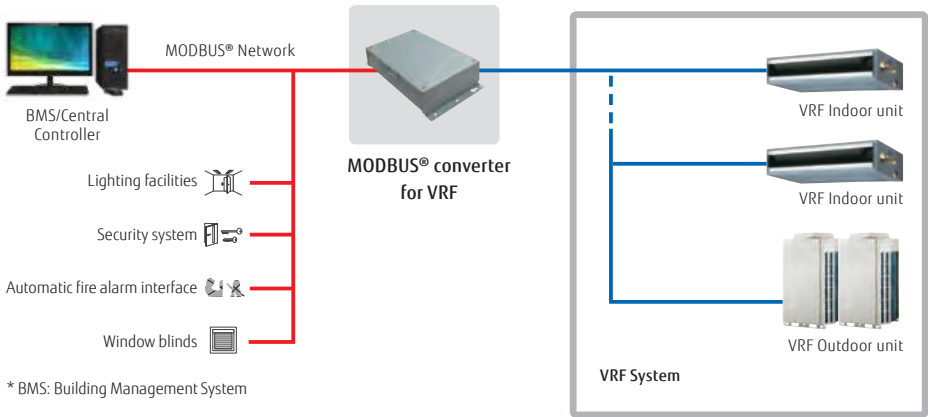 MODBUS® Network
BMS/Central
Controller
MODBUS® converter
for VRF
VRF Indoor unit
VRF Indoor unit
VRF Outdoor unit
VRF System
Lighting facilities
Security system
Automatic fire alarm interface
Window blinds
* BMS: Building Management System